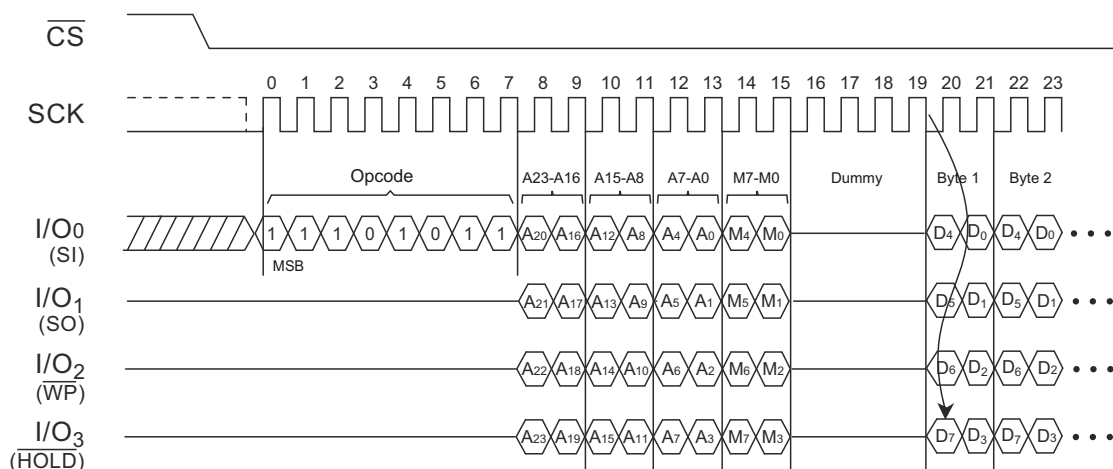 CS
0 1 2 3 4 5 6 7 8 9 10 11 12 13 14 15 16 17 18 19 20 21 22 23
SCK
Opcode A23-A16 A15-A8 A7-A0 M7-M0 Dummy Byte 1 Byte 2
I/O0 1 1 1 0 1 0 1 1 A20 A16 A12 A8 A4 A0 M4 M0 D4 D0 D4 D0
(SI)
MSB
I/O1 A21 A17 A13 A9 A5 A1 M5 M1 D5 D1 D5 D1
(SO)
I/O2 A22 A18 A14 A10 A6 A2 M6 M2 D6 D2 D6 D2
(WP)
I/O3 A23 A19 A15 A11 A7 A3 M7 M3 D7 D3 D7 D3
(HOLD)